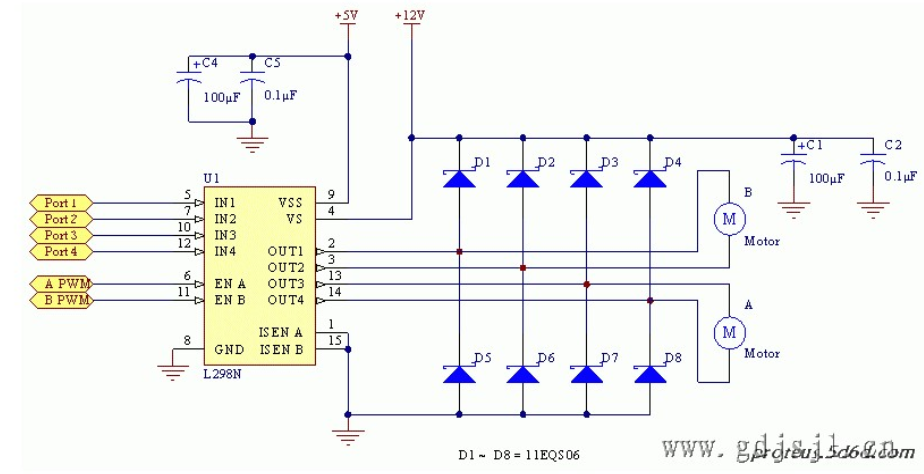 +5V
+12V
+C4
100μF
C5
0.1μF
+C1
100μF
C2
0.1μF
D1
D2
D3
D4
U1
Port 1
Port 2
Port 3
Port 4
A PWM
B PWM
5
7
10
12
6
11
8
IN1
IN2
IN3
IN4
EN A
EN B
GND
VSS
VS
OUT1
OUT2
OUT3
OUT4
ISEN A
ISEN B
9
4
2
3
13
14
1
15
L298N
B
M
Motor
A
M
Motor
D5
D6
D7
D8
D1 ~ D8 = 11EQS06
www.gdjsjl.cn
proteus.5d6d.com